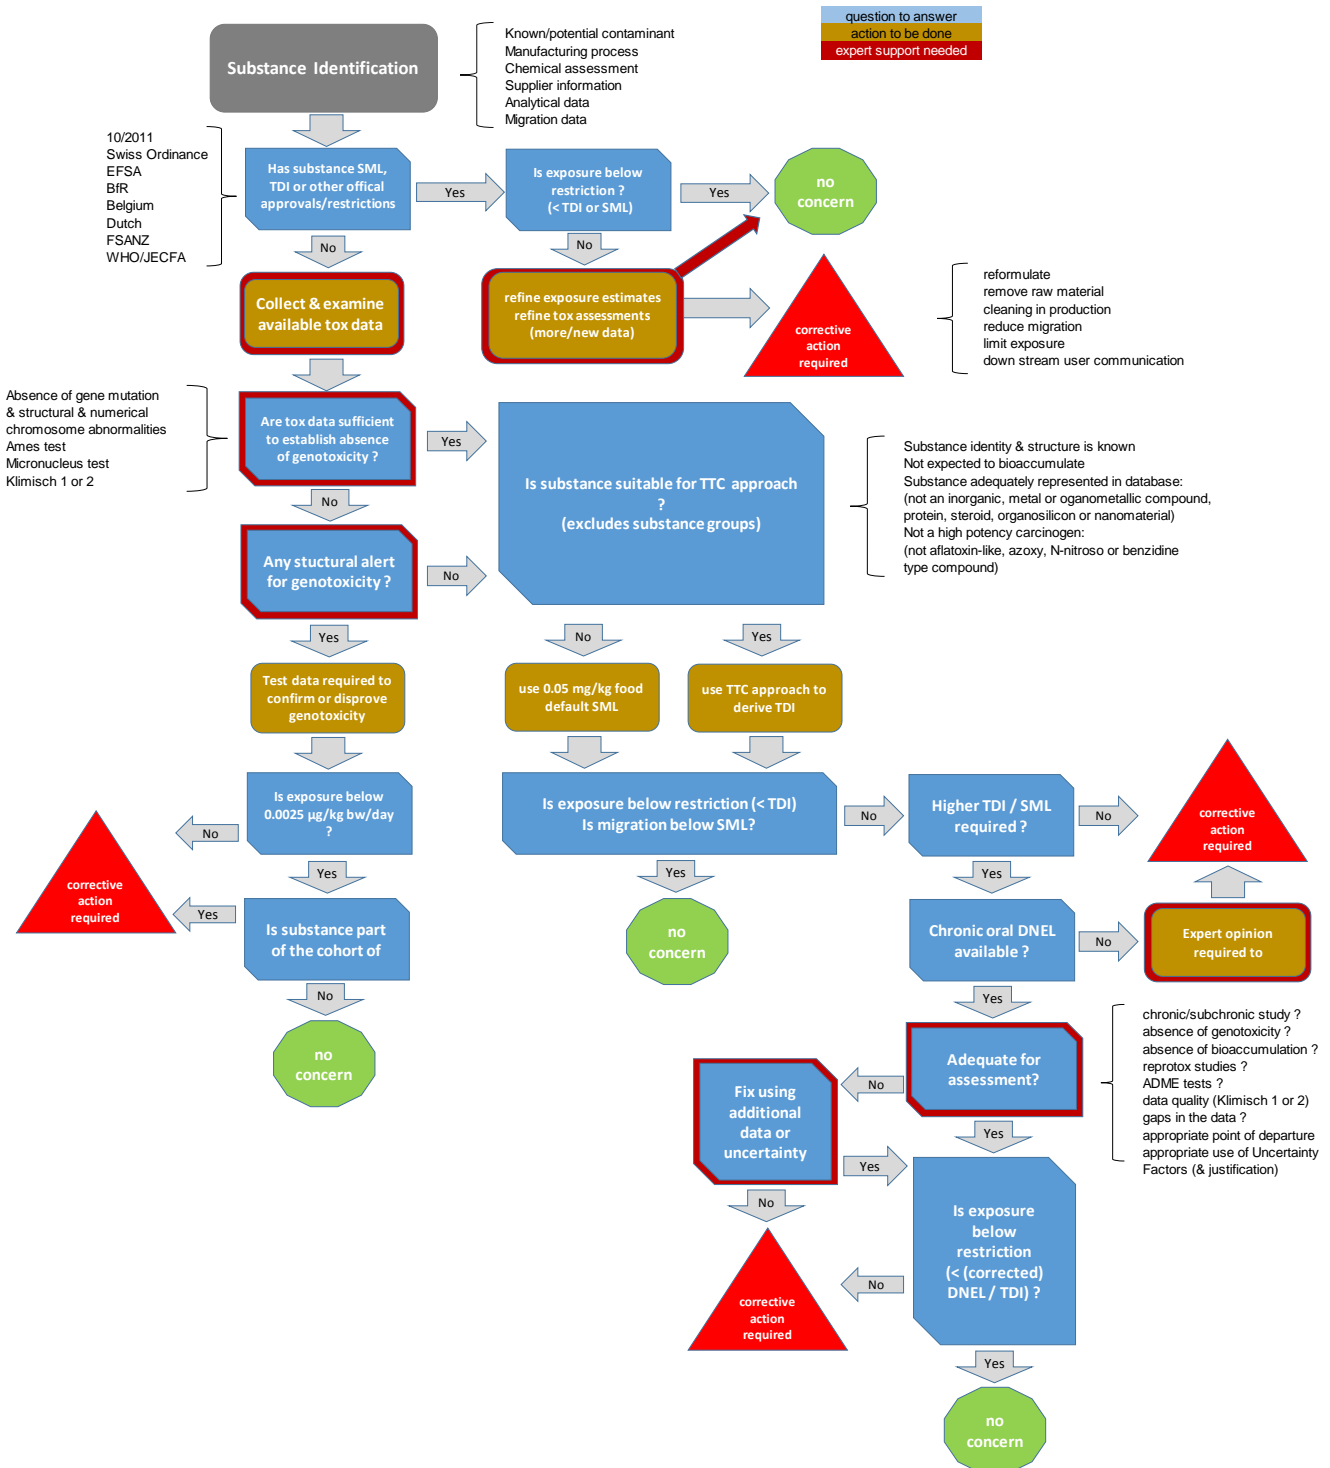 question to answer
action to be done
expert support needed
Substance Identification
Known/potential contaminant
Manufacturing process
Chemical assessment
Supplier information
Analytical data
Migration data
10/2011
Swiss Ordinance
EFSA
BfR
Belgium
Dutch
FSANZ
WHO/JECFA
Has substance SML,
TDI or other offical
approvals/restrictions
Yes
Is exposure below
restriction ?
(< TDI or SML)
Yes
no
concern
No
No
Collect & examine
available tox data
refine exposure estimates
refine tox assessments
(more/new data)
corrective
action
required
reformulate
remove raw material
cleaning in production
reduce migration
limit exposure
down stream user communication
Absence of gene mutation
& structural & numerical
chromosome abnormalities
Ames test
Micronucleus test
Klimisch 1 or 2
Are tox data sufficient
to establish absence
of genotoxicity ?
Yes
Is substance suitable for TTC approach
?
(excludes substance groups)
Substance identity & structure is known
Not expected to bioaccumulate
Substance adequately represented in database:
(not an inorganic, metal or oganometallic compound,
protein, steroid, organosilicon or nanomaterial)
Not a high potency carcinogen:
(not aflatoxin-like, azoxy, N-nitroso or benzidine
type compound)
No
Any stuctural alert
for genotoxicity ?
No
Yes
No
Yes
Test data required to
confirm or disprove
genotoxicity
use 0.05 mg/kg food
default SML
use TTC approach to
derive TDI
Is exposure below
0.0025 µg/kg bw/day
?
No
corrective
action
required
Yes
Yes
Is substance part
of the cohort of
No
no
concern
Is exposure below restriction (< TDI)
Is migration below SML?
No
Higher TDI / SML
required ?
No
corrective
action
required
Yes
no
concern
Yes
Chronic oral DNEL
available ?
No
Expert opinion
required to
Yes
Adequate for
assessment?
chronic/subchronic study ?
absence of genotoxicity ?
absence of bioaccumulation ?
reprotox studies ?
ADME tests ?
data quality (Klimisch 1 or 2)
gaps in the data ?
appropriate point of departure
appropriate use of Uncertainty
Factors (& justification)
No
Fix using
additional
data or
uncertainty
Yes
Yes
No
Is exposure
below
restriction
(< (corrected)
DNEL / TDI) ?
No
corrective
action
required
Yes
no
concern